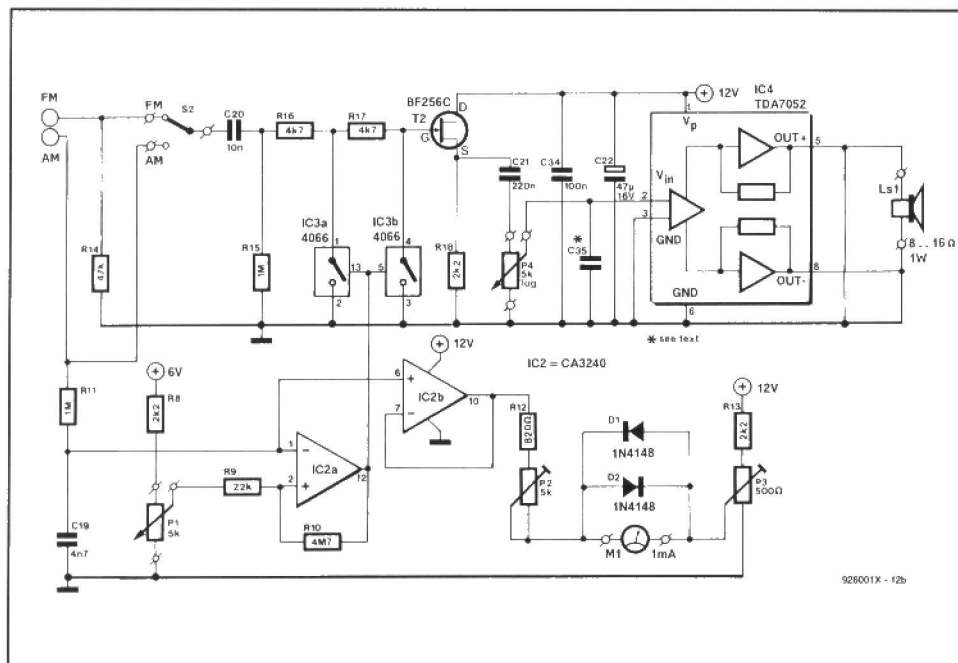 FM
AM
FM
S2
AM
C20
10n
R16
4k7
R17
4k7
BF256C
T2
D
G
S
C21
220n
C34
100n
C22
47µ
16V
12V
IC4
TDA7052
1
Vp
Vin
2
3
GND
OUT+
5
OUT-
8
GND
6
Ls1
8..16Ω
1W
R14
47k
R15
1M
IC3a
4066
1
13
2
IC3b
4066
4
5
3
R18
2k2
P4
5k
log
*
C35
* see text
IC2 = CA3240
R11
1M
6V
R8
2k2
12V
6
+
7
-
IC2b
10
R12
820Ω
P2
5k
D1
1N4148
D2
1N4148
M1
1mA
12V
R13
2k2
P3
500Ω
R9
22k
1
-
2
+
IC2a
12
R10
4M7
P1
5k
C19
4n7
926001X - 12b